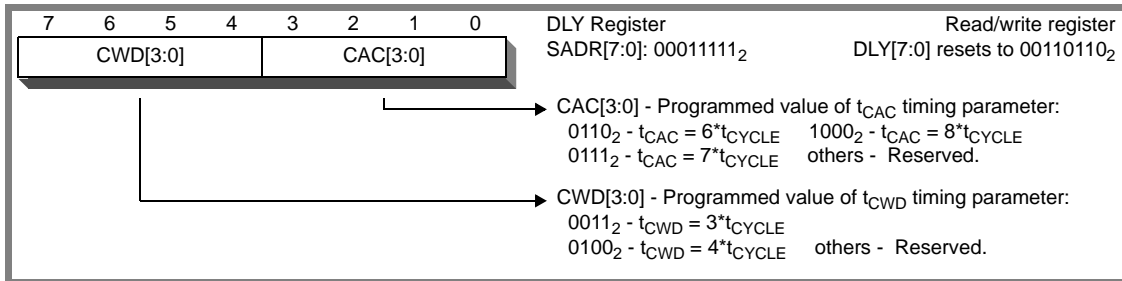 7 6 5 4 3 2 1 0 DLY Register Read/write register
CWD[3:0] CAC[3:0] SADR[7:0]: 00011111₂ DLY[7:0] resets to 00110110₂
CAC[3:0] - Programmed value of tCAC timing parameter:
0110₂ - tCAC = 6*tCYCLE 1000₂ - tCAC = 8*tCYCLE
0111₂ - tCAC = 7*tCYCLE others - Reserved.
CWD[3:0] - Programmed value of tCWD timing parameter:
0011₂ - tCWD = 3*tCYCLE
0100₂ - tCWD = 4*tCYCLE others - Reserved.